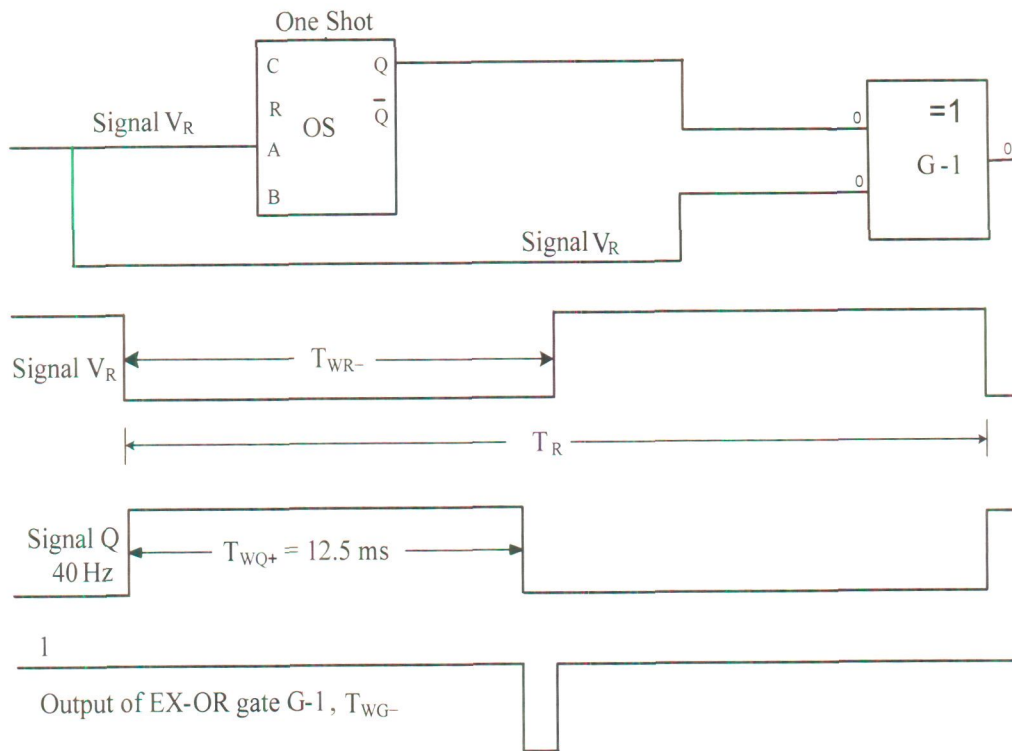 One Shot
C Q
R Q̅
OS
A
B
Signal V_R
Signal V_R
0
0
=1
G-1
0
Signal V_R
T_WR−
T_R
Signal Q
40 Hz
T_WQ+ = 12.5 ms
1
Output of EX-OR gate G-1, T_WG−